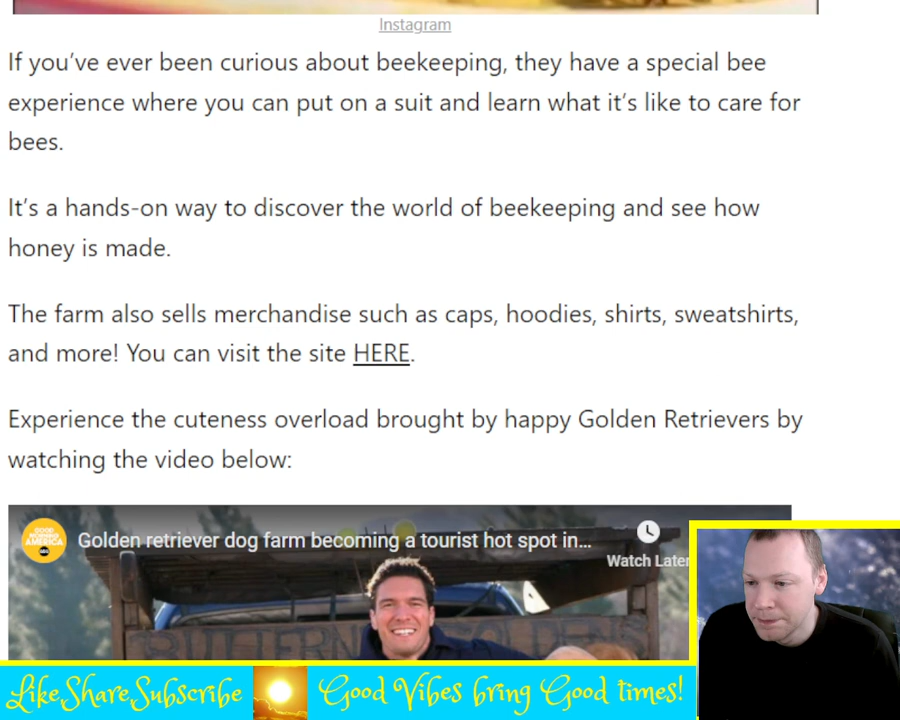 Instagram
If you've ever been curious about beekeeping, they have a special bee
experience where you can put on a suit and learn what it's like to care for
bees.
It's a hands-on way to discover the world of beekeeping and see how
honey is made.
The farm also sells merchandise such as caps, hoodies, shirts, sweatshirts,
and more! You can visit the site HERE.
Experience the cuteness overload brought by happy Golden Retrievers by
watching the video below:
GOOD
MORNING
AMERICA
abc
Golden retriever dog farm becoming a tourist hot spot in...
Watch Later
Like,Share,Subscribe
Good Vibes bring Good times!